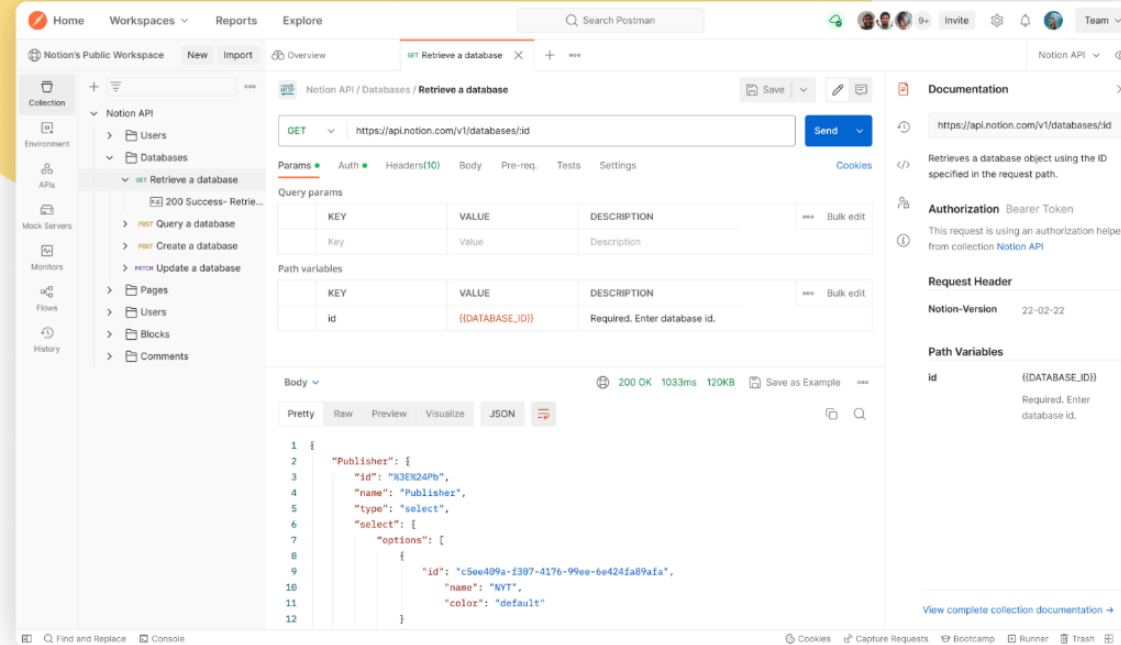 Home Workspaces Reports Explore Search Postman 9+ Invite Team
Notion's Public Workspace New Import Overview GET Retrieve a database Notion API
Collection
Environment
APIs
Mock Servers
Monitors
Flows
History
Notion API
Users
Databases
GET Retrieve a database
200 Success- Retrie...
POST Query a database
POST Create a database
PATCH Update a database
Pages
Users
Blocks
Comments
HTTP Notion API / Databases / Retrieve a database Save
GET https://api.notion.com/v1/databases/:id Send
Params Auth Headers(10) Body Pre-req. Tests Settings Cookies
Query params
KEY VALUE DESCRIPTION Bulk edit
Key Value Description
Path variables
KEY VALUE DESCRIPTION Bulk edit
id {{DATABASE_ID}} Required. Enter database id.
Body 200 OK 1033ms 120KB Save as Example
Pretty Raw Preview Visualize JSON
1 {
2 "Publisher": {
3 "id": "%3E%24Pb",
4 "name": "Publisher",
5 "type": "select",
6 "select": {
7 "options": [
8 {
9 "id": "c5ee409a-f307-4176-99ee-6e424fa89afa",
10 "name": "NYT",
11 "color": "default"
12 }
Documentation
https://api.notion.com/v1/databases/:id
Retrieves a database object using the ID
specified in the request path.
Authorization Bearer Token
This request is using an authorization helpe
from collection Notion API
Request Header
Notion-Version 22-02-22
Path Variables
id {{DATABASE_ID}}
Required. Enter
database id.
View complete collection documentation →
Find and Replace Console Cookies Capture Requests Bootcamp Runner Trash